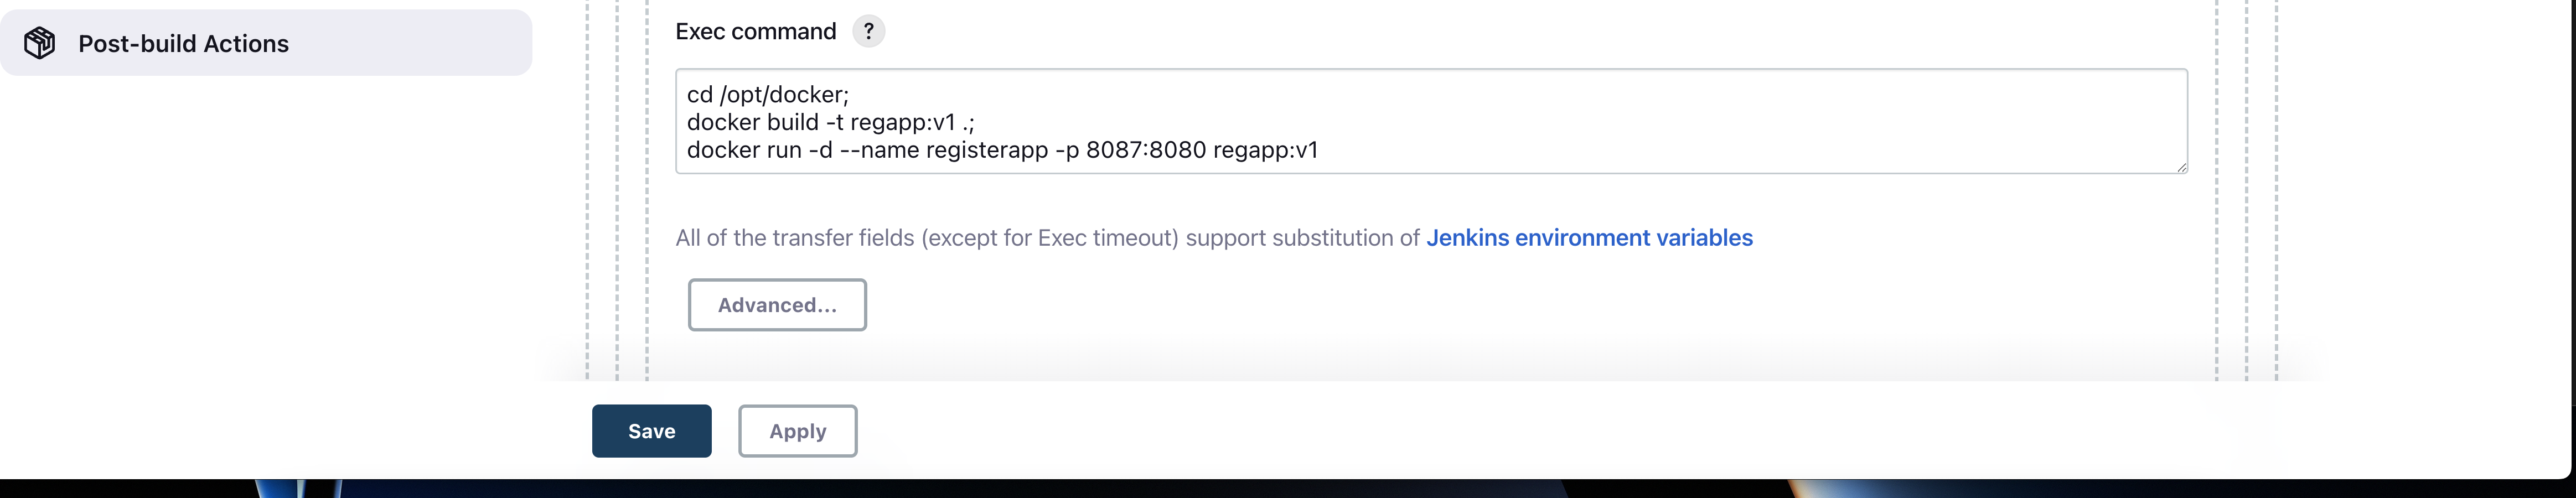 Post-build Actions
Exec command ?
cd /opt/docker;
docker build -t regapp:v1 .;
docker run -d --name registerapp -p 8087:8080 regapp:v1
All of the transfer fields (except for Exec timeout) support substitution of Jenkins environment variables
Advanced...
Save Apply